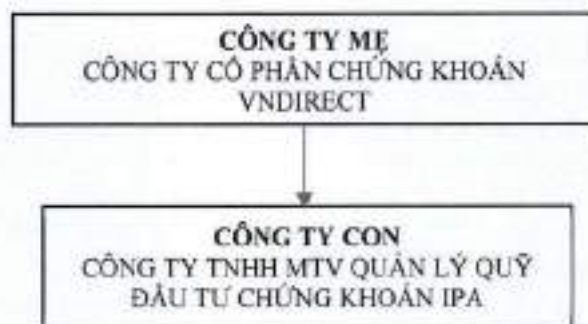 CÔNG TY MẸ
CÔNG TY CỔ PHẦN CHỨNG KHOÁN
VNDIRECT
CÔNG TY CON
CÔNG TY TNHH MTV QUẢN LÝ QUỸ
ĐẦU TƯ CHỨNG KHOÁN IPA